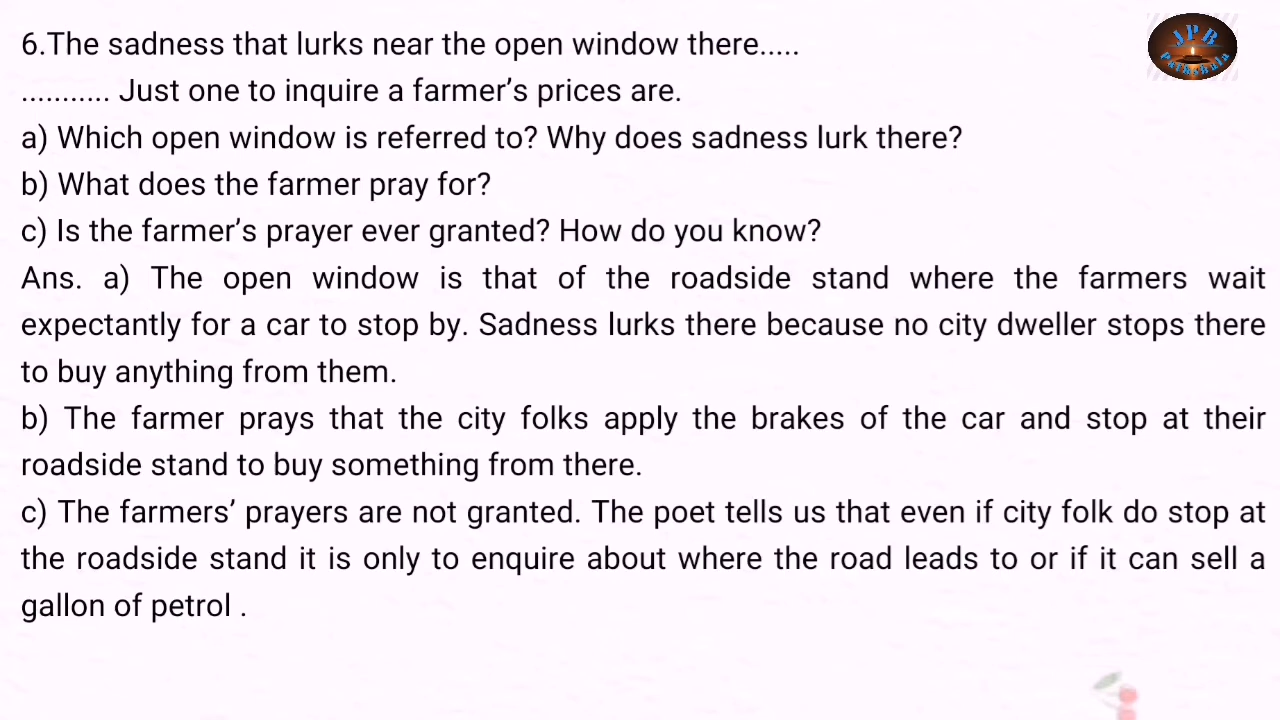 6.The sadness that lurks near the open window there.....
........... Just one to inquire a farmer’s prices are.
a) Which open window is referred to? Why does sadness lurk there?
b) What does the farmer pray for?
c) Is the farmer’s prayer ever granted? How do you know?
Ans. a) The open window is that of the roadside stand where the farmers wait
expectantly for a car to stop by. Sadness lurks there because no city dweller stops there
to buy anything from them.
b) The farmer prays that the city folks apply the brakes of the car and stop at their
roadside stand to buy something from there.
c) The farmers’ prayers are not granted. The poet tells us that even if city folk do stop at
the roadside stand it is only to enquire about where the road leads to or if it can sell a
gallon of petrol .
JPB
Pathshala